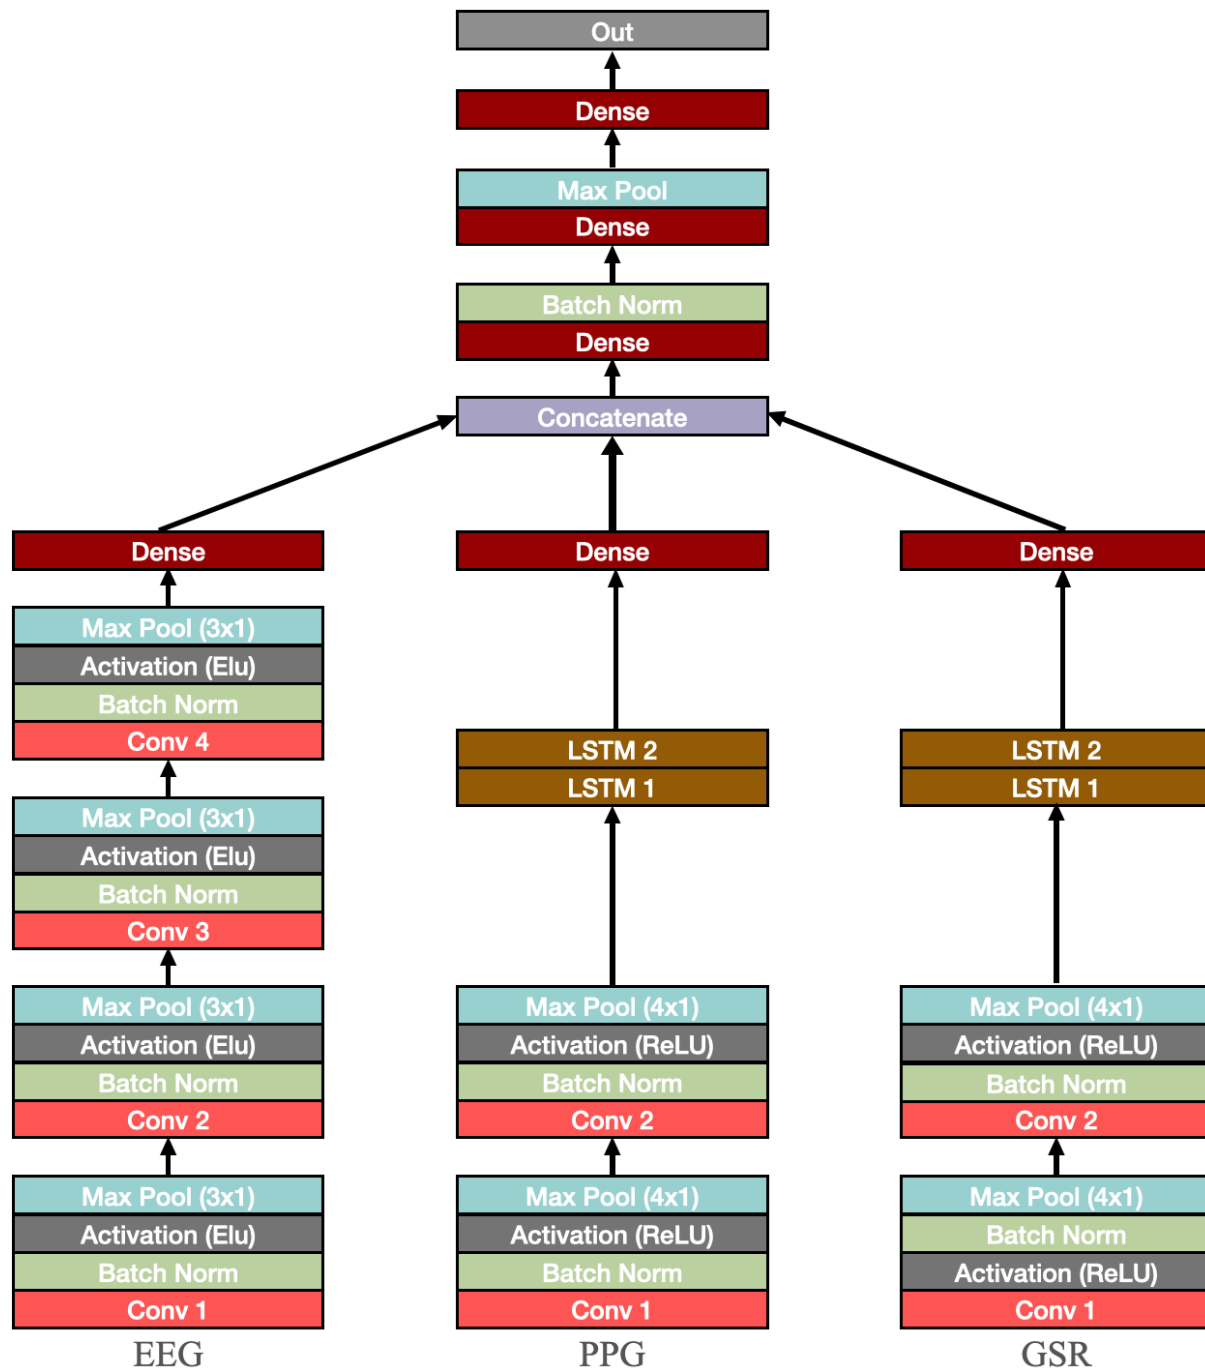 Out
Dense
Max Pool
Dense
Batch Norm
Dense
Concatenate
Dense
Max Pool (3x1)
Activation (Elu)
Batch Norm
Conv 4
Max Pool (3x1)
Activation (Elu)
Batch Norm
Conv 3
Max Pool (3x1)
Activation (Elu)
Batch Norm
Conv 2
Max Pool (3x1)
Activation (Elu)
Batch Norm
Conv 1
EEG
Dense
LSTM 2
LSTM 1
Max Pool (4x1)
Activation (ReLU)
Batch Norm
Conv 2
Max Pool (4x1)
Activation (ReLU)
Batch Norm
Conv 1
PPG
Dense
LSTM 2
LSTM 1
Max Pool (4x1)
Activation (ReLU)
Batch Norm
Conv 2
Max Pool (4x1)
Batch Norm
Activation (ReLU)
Conv 1
GSR